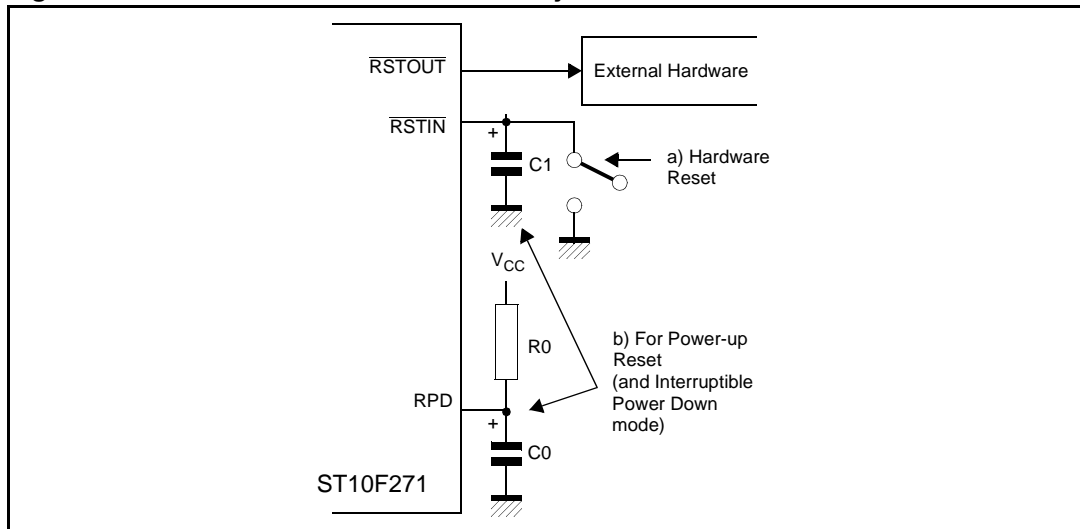 RSTOUT
External Hardware
RSTIN
+
C1
a) Hardware
Reset
VCC
R0
b) For Power-up
Reset
(and Interruptible
Power Down
mode)
RPD
+
C0
ST10F271